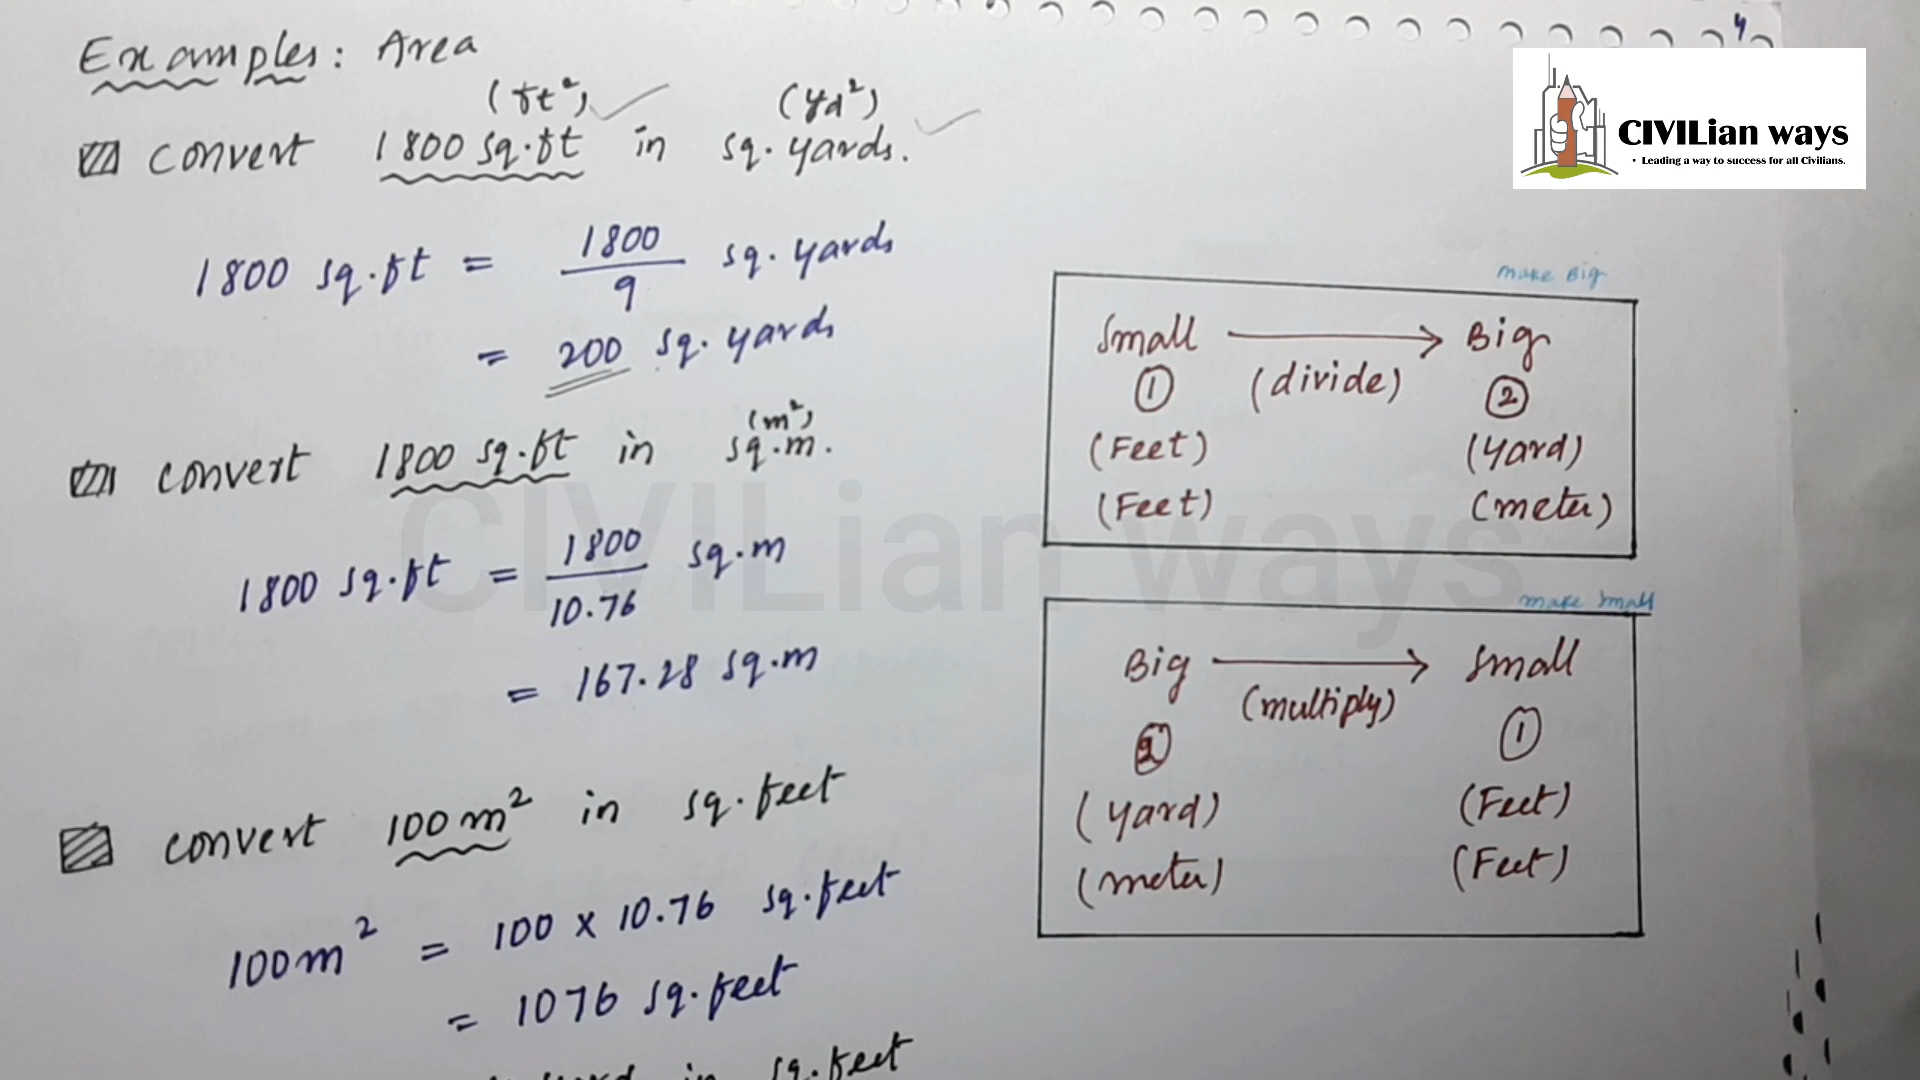 4
Examples: Area
CIVILian ways
• Leading a way to success for all Civilians.
(ft²) (yd²)
convert 1800 sq.ft in sq.yards.
1800 sq.ft = 1800/9 sq.yards
= 200 sq.yards
(m²)
convert 1800 sq.ft in sq.m.
1800 sq.ft = 1800/10.76 sq.m
= 167.28 sq.m
convert 100m² in sq.feet
100m² = 100 x 10.76 sq.feet
= 1076 sq.feet
in sq.feet
make Big
Small → Big
(divide)
① ②
(Feet) (Yard)
(Feet) (meter)
make small
Big → Small
(multiply)
② ①
(Yard) (Feet)
(meter) (Feet)
CIVILian ways